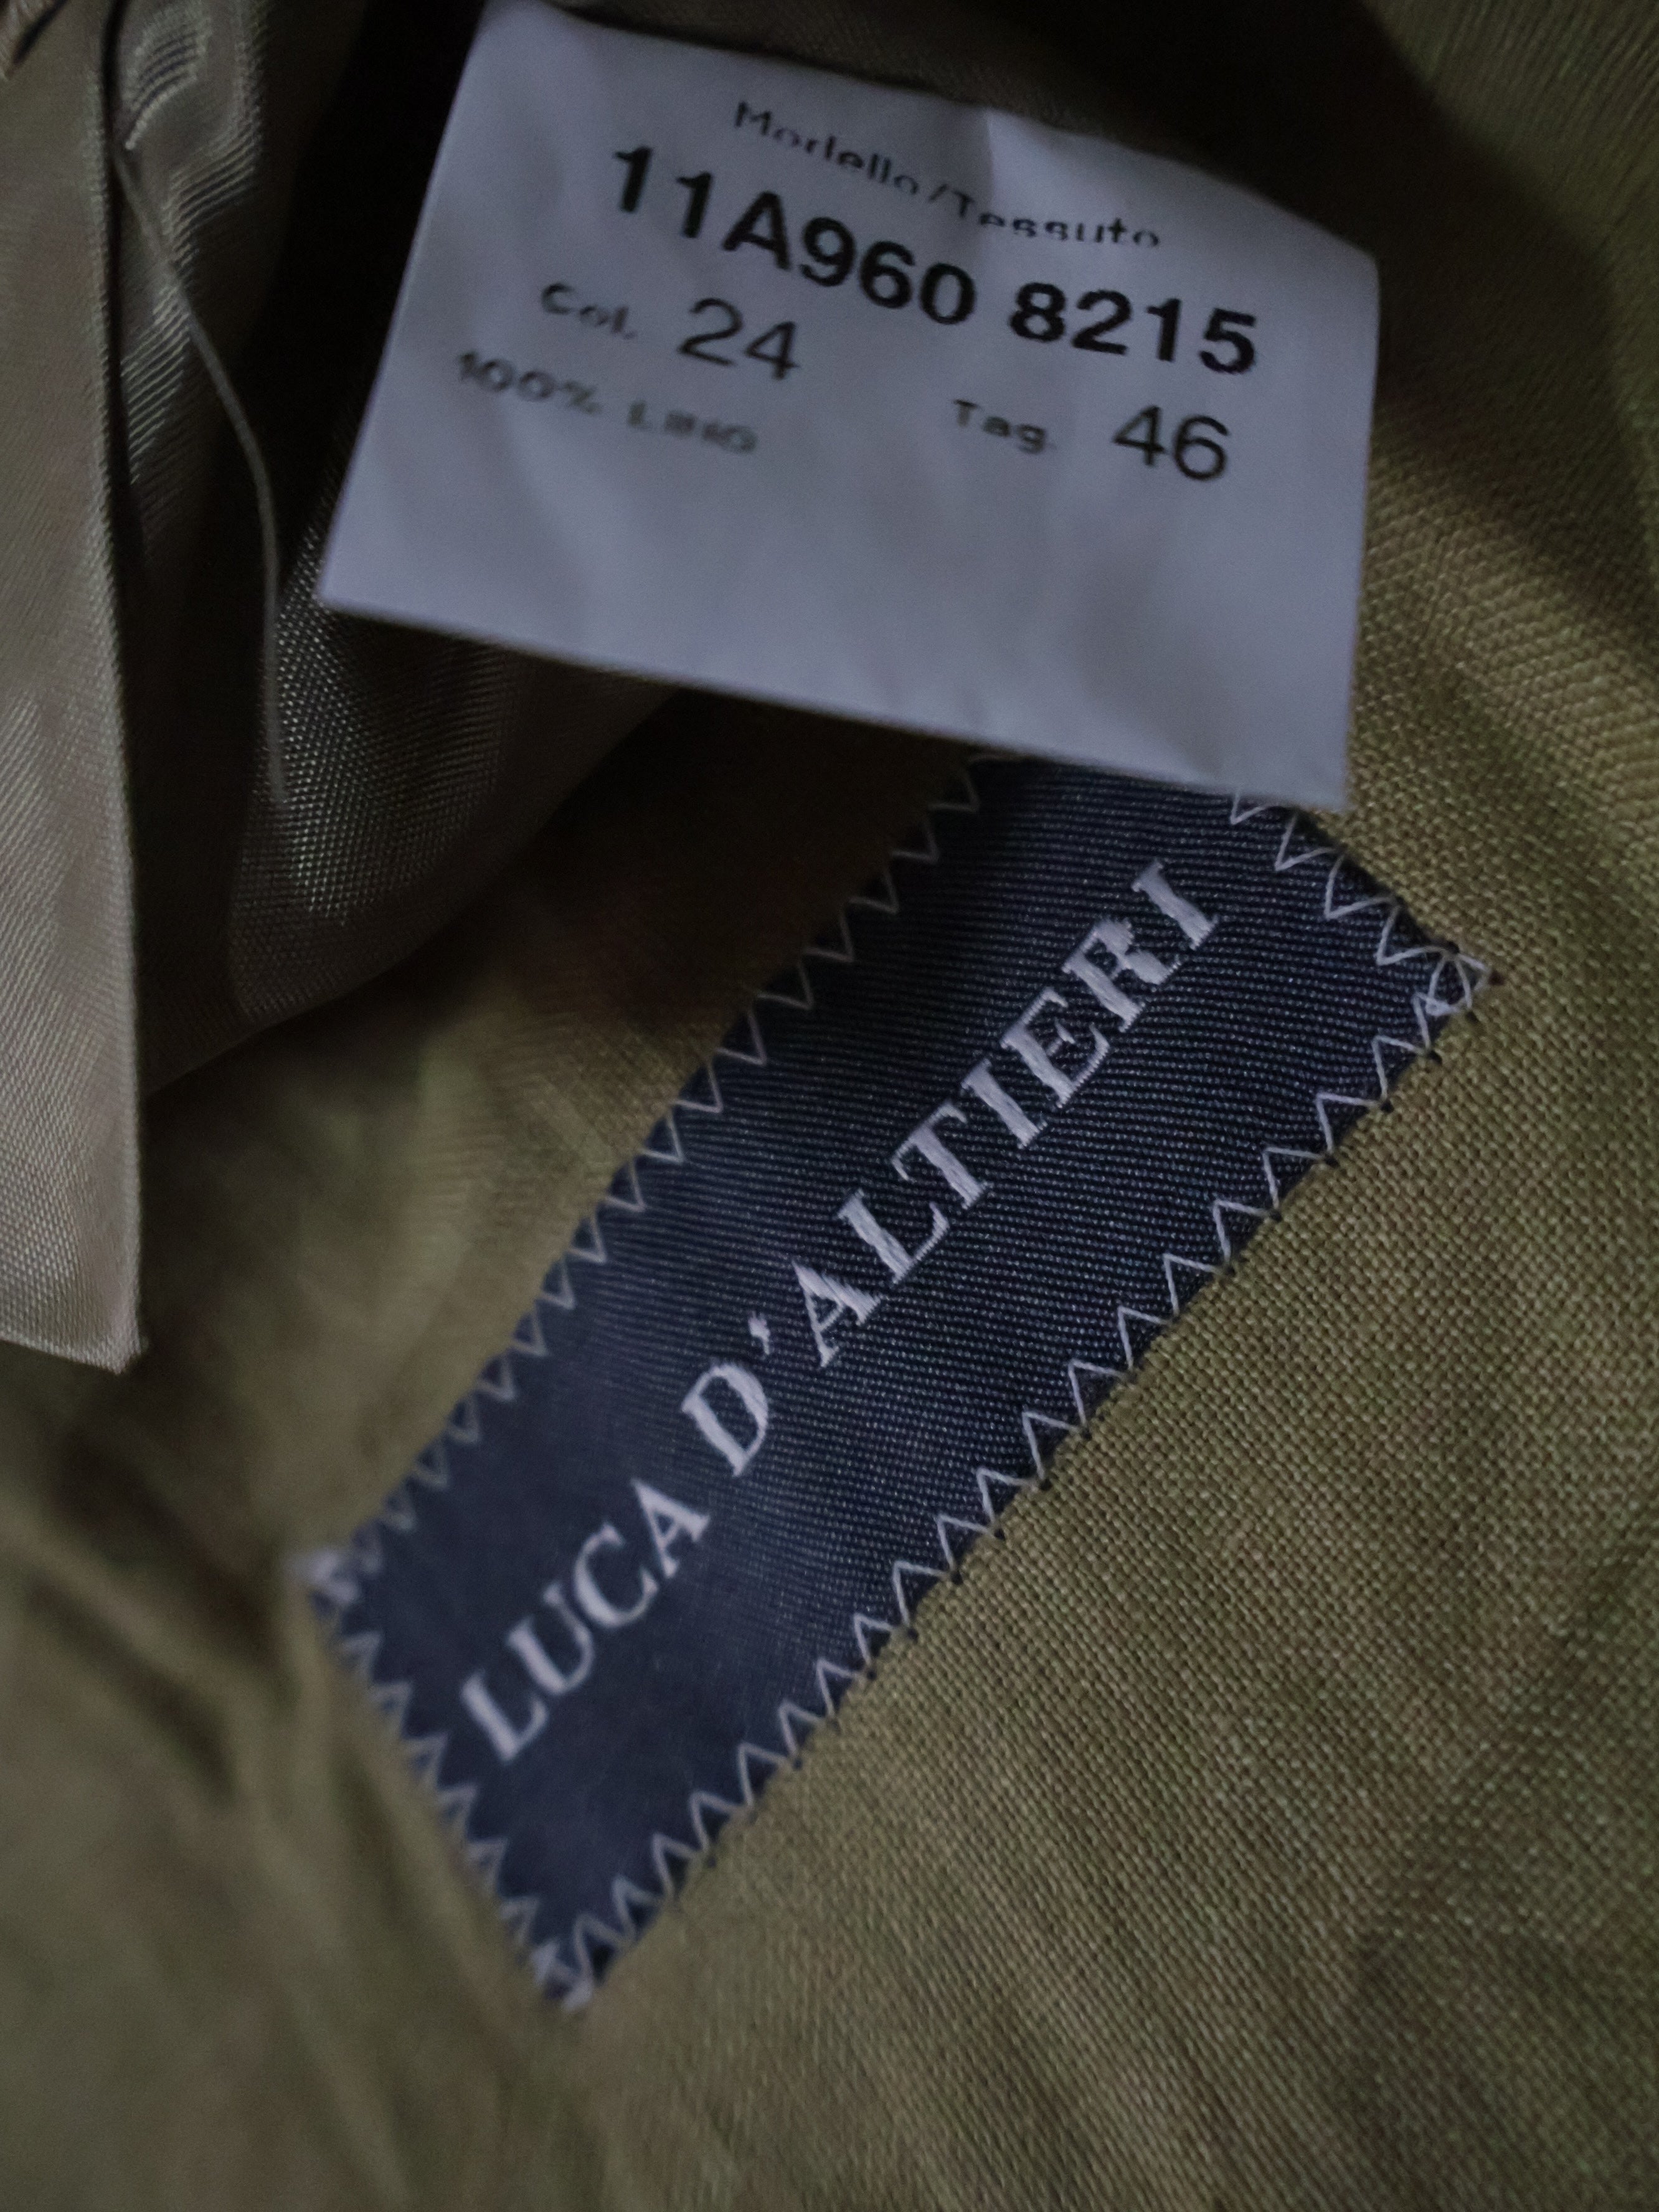 Modello/Tessuto
11A960 8215
Col. 24
Tag. 46
100% LINO
LUCA D'ALTIERI